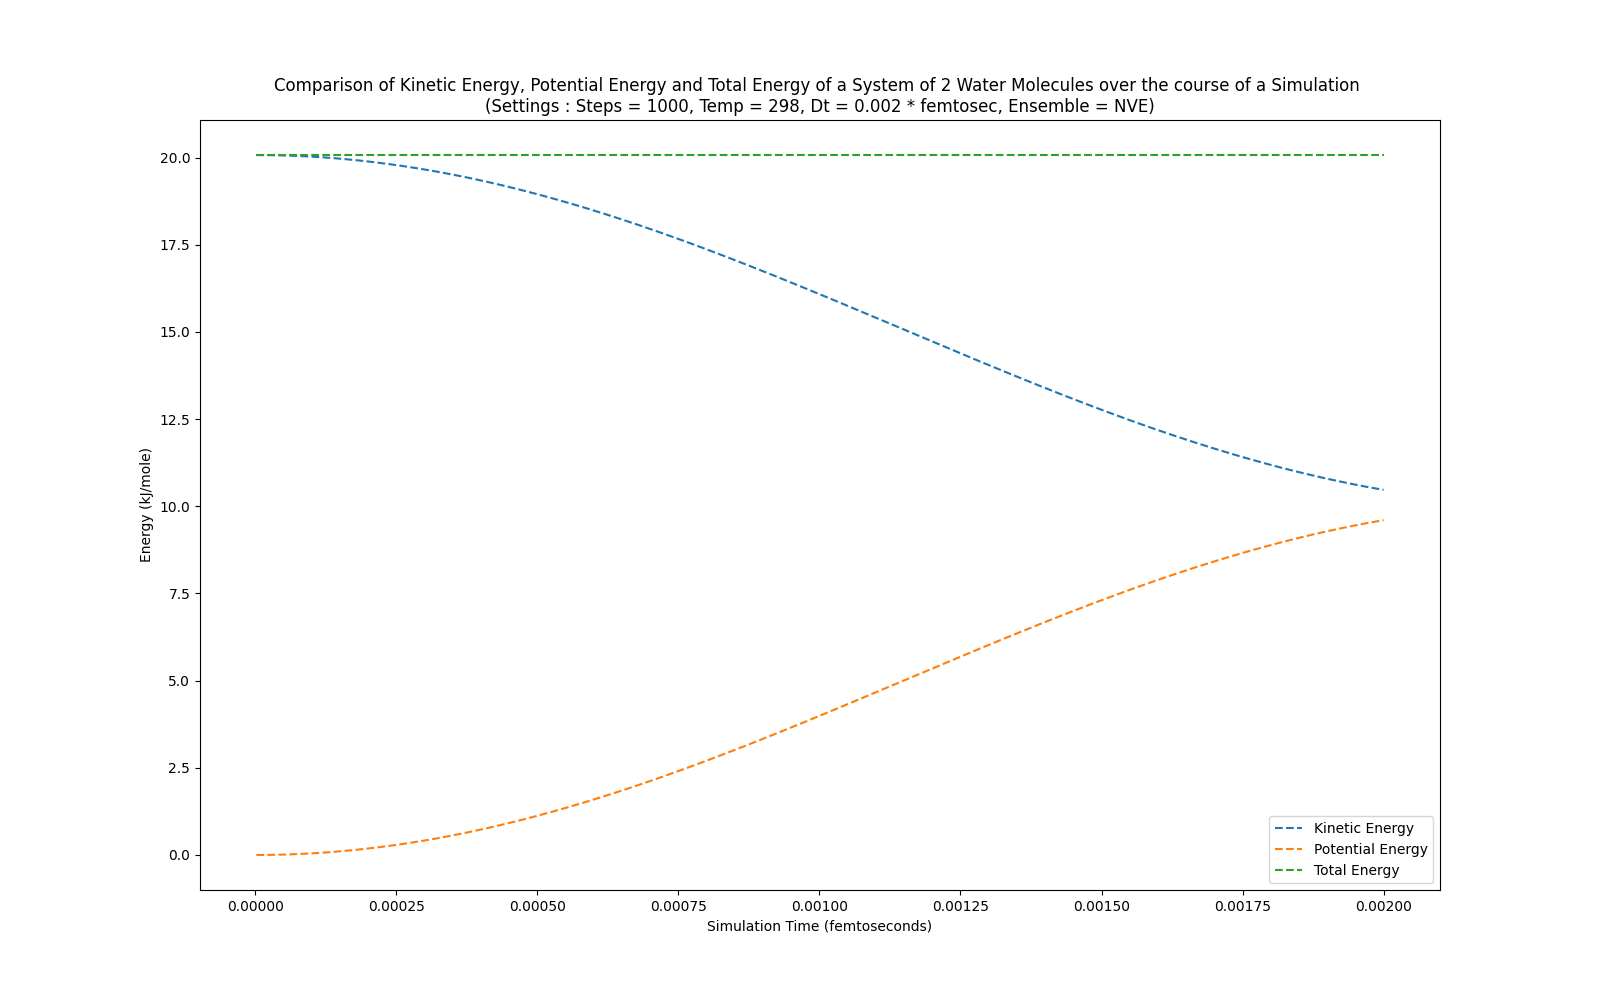 Comparison of Kinetic Energy, Potential Energy and Total Energy of a System of 2 Water Molecules over the course of a Simulation
(Settings : Steps = 1000, Temp = 298, Dt = 0.002 * femtosec, Ensemble = NVE)
20.0
17.5
15.0
12.5
10.0
7.5
5.0
2.5
0.0
Energy (kJ/mole)
Kinetic Energy
Potential Energy
Total Energy
0.00000 0.00025 0.00050 0.00075 0.00100 0.00125 0.00150 0.00175 0.00200
Simulation Time (femtoseconds)